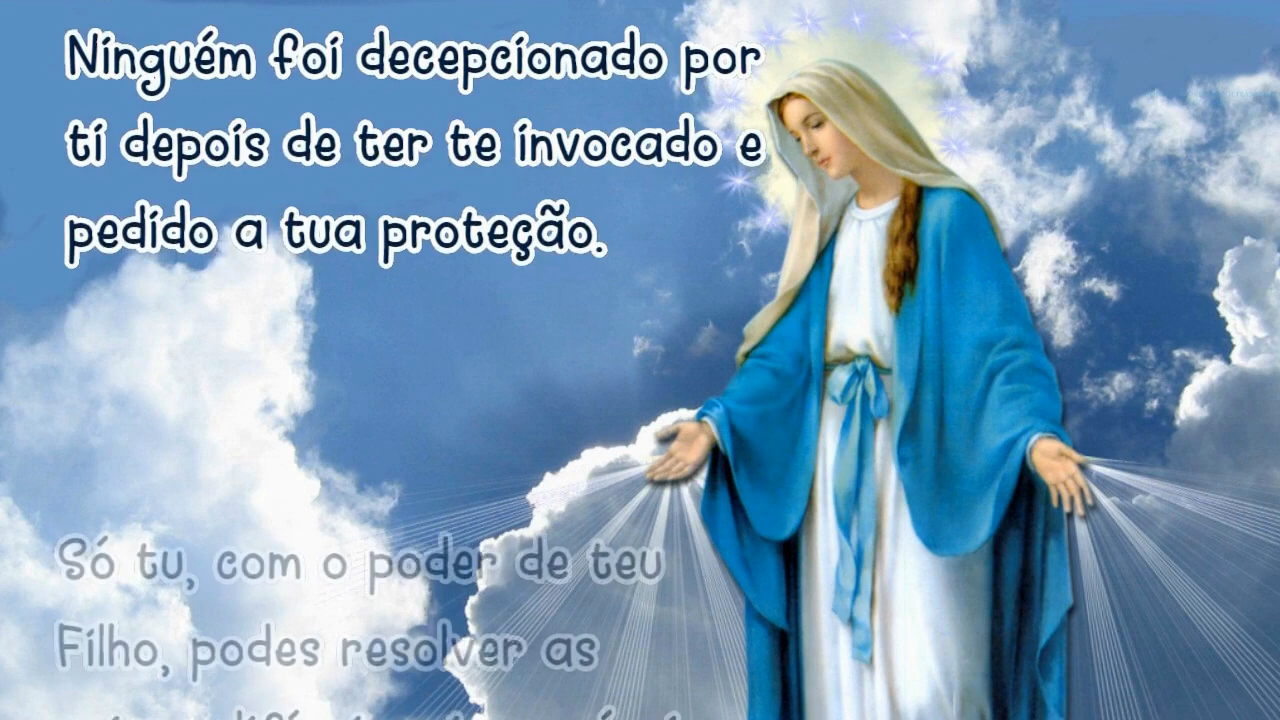 Ninguém foi decepcionado por
ti depois de ter te invocado e
pedido a tua proteção.
Só tu, com o poder de teu
Filho, podes resolver as